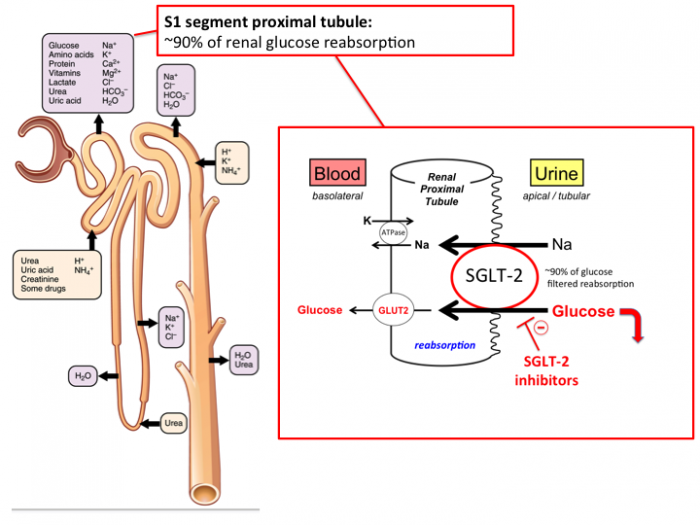 S1 segment proximal tubule:
~90% of renal glucose reabsorption
Glucose Na⁺
Amino acids K⁺
Protein Ca²⁺
Vitamins Mg²⁺
Lactate Cl⁻
Urea HCO₃⁻
Uric acid H₂O
Na⁺
Cl⁻
HCO₃⁻
H₂O
H⁺
K⁺
NH₄⁺
Urea H⁺
Uric acid NH₄⁺
Creatinine
Some drugs
Na⁺
K⁺
Cl⁻
H₂O
H₂O
Urea
Urea
Blood
basolateral
Renal
Proximal
Tubule
Urine
apical / tubular
K
ATPase
Na
Na
SGLT-2
~90% of glucose
filtered reabsorption
Glucose
GLUT2
Glucose
reabsorption
SGLT-2
inhibitors